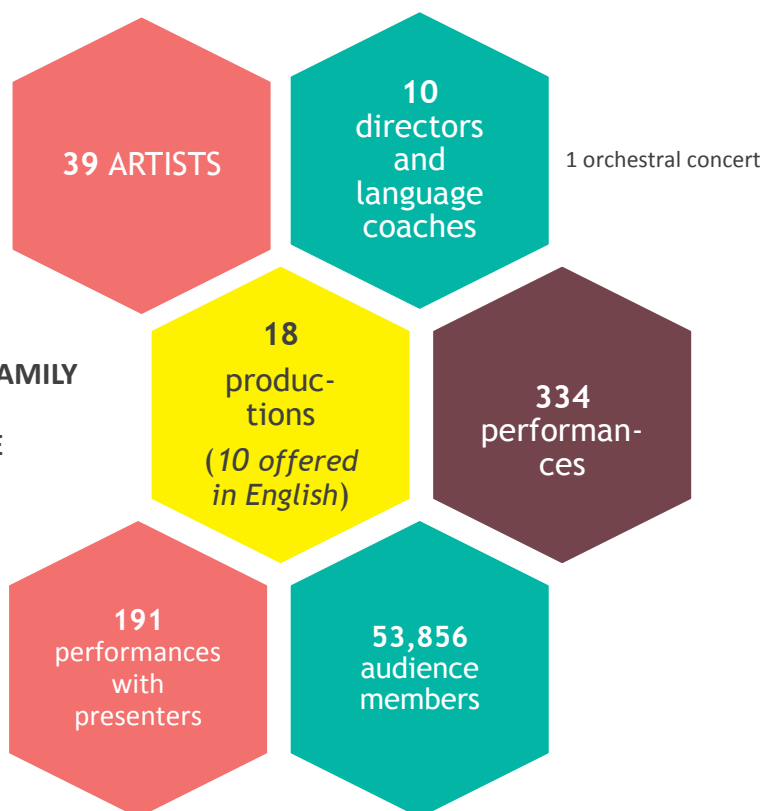 39 ARTISTS
10
directors
and
language
coaches
1 orchestral concert
AMILY
E
18
produc-
tions
(10 offered
in English)
334
performan-
ces
191
performances
with
presenters
53,856
audience
members